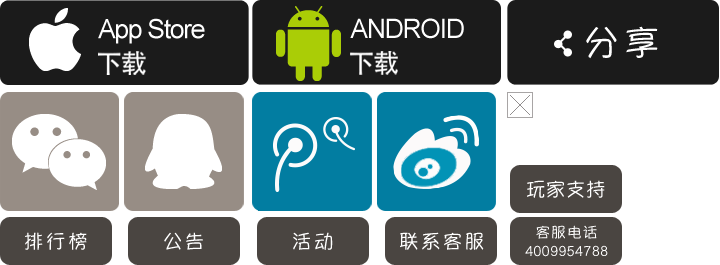 App Store
下载
ANDROID
下载
分享
玩家支持
排行榜
公告
活动
联系客服
客服电话
4009954788